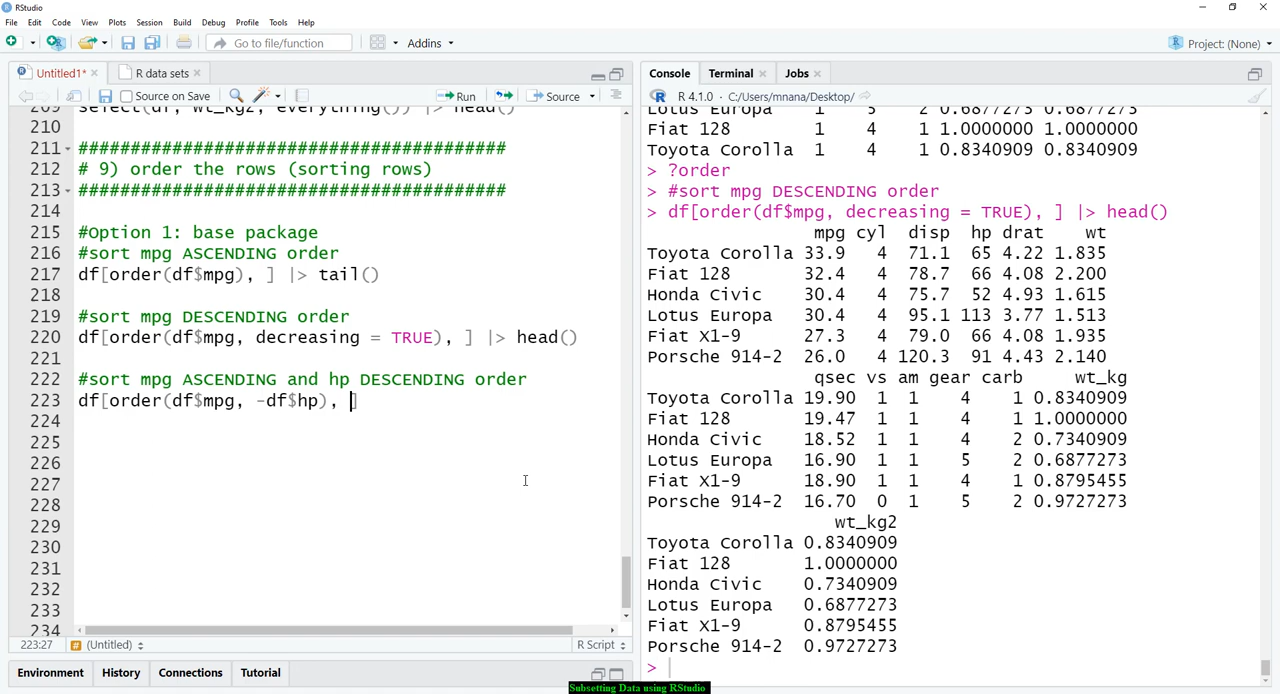 RStudio
File Edit Code View Plots Session Build Debug Profile Tools Help
Go to file/function Addins Project: (None)
Untitled1* R data sets
Source on Save Run Source
209 select(df, wt_kg2, everything()) |> head()
210
211 #########################################
212 # 9) order the rows (sorting rows)
213 #########################################
214
215 #Option 1: base package
216 #sort mpg ASCENDING order
217 df[order(df$mpg), ] |> tail()
218
219 #sort mpg DESCENDING order
220 df[order(df$mpg, decreasing = TRUE), ] |> head()
221
222 #sort mpg ASCENDING and hp DESCENDING order
223 df[order(df$mpg, -df$hp), ]
224
225
226
227
228
229
230
231
232
233
234
223:27 (Untitled) R Script
Environment History Connections Tutorial
Console Terminal Jobs
R 4.1.0 · C:/Users/mnana/Desktop/
Lotus Europa 1 5 2 0.6877273 0.6877273
Fiat 128 1 4 1 1.0000000 1.0000000
Toyota Corolla 1 4 1 0.8340909 0.8340909
> ?order
> #sort mpg DESCENDING order
> df[order(df$mpg, decreasing = TRUE), ] |> head()
mpg cyl disp hp drat wt
Toyota Corolla 33.9 4 71.1 65 4.22 1.835
Fiat 128 32.4 4 78.7 66 4.08 2.200
Honda Civic 30.4 4 75.7 52 4.93 1.615
Lotus Europa 30.4 4 95.1 113 3.77 1.513
Fiat X1-9 27.3 4 79.0 66 4.08 1.935
Porsche 914-2 26.0 4 120.3 91 4.43 2.140
qsec vs am gear carb wt_kg
Toyota Corolla 19.90 1 1 4 1 0.8340909
Fiat 128 19.47 1 1 4 1 1.0000000
Honda Civic 18.52 1 1 4 2 0.7340909
Lotus Europa 16.90 1 1 5 2 0.6877273
Fiat X1-9 18.90 1 1 4 1 0.8795455
Porsche 914-2 16.70 0 1 5 2 0.9727273
wt_kg2
Toyota Corolla 0.8340909
Fiat 128 1.0000000
Honda Civic 0.7340909
Lotus Europa 0.6877273
Fiat X1-9 0.8795455
Porsche 914-2 0.9727273
>
Subsetting Data using RStudio